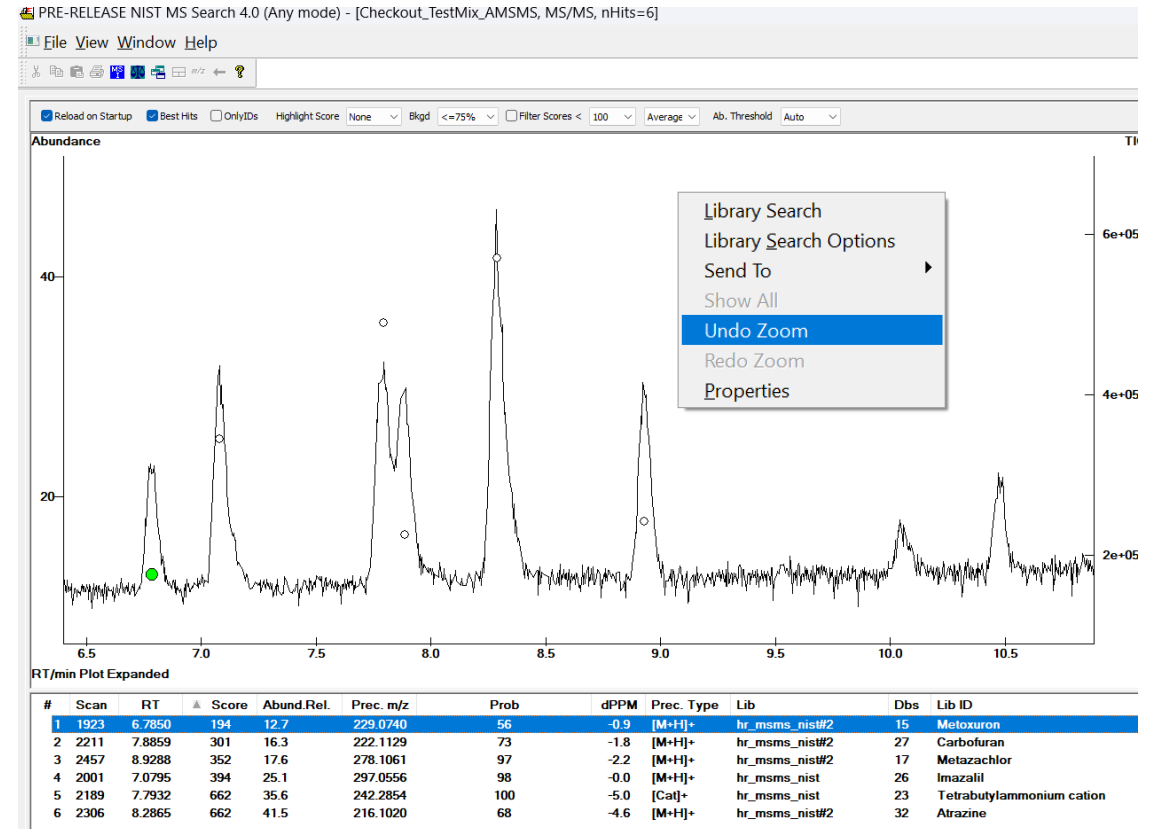 PRE-RELEASE NIST MS Search 4.0 (Any mode) - [Checkout_TestMix_AMSMS, MS/MS, nHits=6]
File View Window Help
MS m/z
Reload on Startup Best Hits OnlyIDs Highlight Score None Bkgd <=75% Filter Scores < 100 Average Ab. Threshold Auto
Abundance
Library Search
Library Search Options
Send To
Show All
Undo Zoom
Redo Zoom
Properties
6e+05
40
4e+05
20
2e+05
6.5 7.0 7.5 8.0 8.5 9.0 9.5 10.0 10.5
RT/min Plot Expanded
# Scan RT Score Abund.Rel. Prec. m/z Prob dPPM Prec. Type Lib Dbs Lib ID
1 1923 6.7850 194 12.7 229.0740 56 -0.9 [M+H]+ hr_msms_nist#2 15 Metoxuron
2 2211 7.8859 301 16.3 222.1129 73 -1.8 [M+H]+ hr_msms_nist#2 27 Carbofuran
3 2457 8.9288 352 17.6 278.1061 97 -2.2 [M+H]+ hr_msms_nist#2 17 Metazachlor
4 2001 7.0795 394 25.1 297.0556 98 -0.0 [M+H]+ hr_msms_nist 26 Imazalil
5 2189 7.7932 662 35.6 242.2854 100 -5.0 [Cat]+ hr_msms_nist 23 Tetrabutylammonium cation
6 2306 8.2865 662 41.5 216.1020 68 -4.6 [M+H]+ hr_msms_nist#2 32 Atrazine